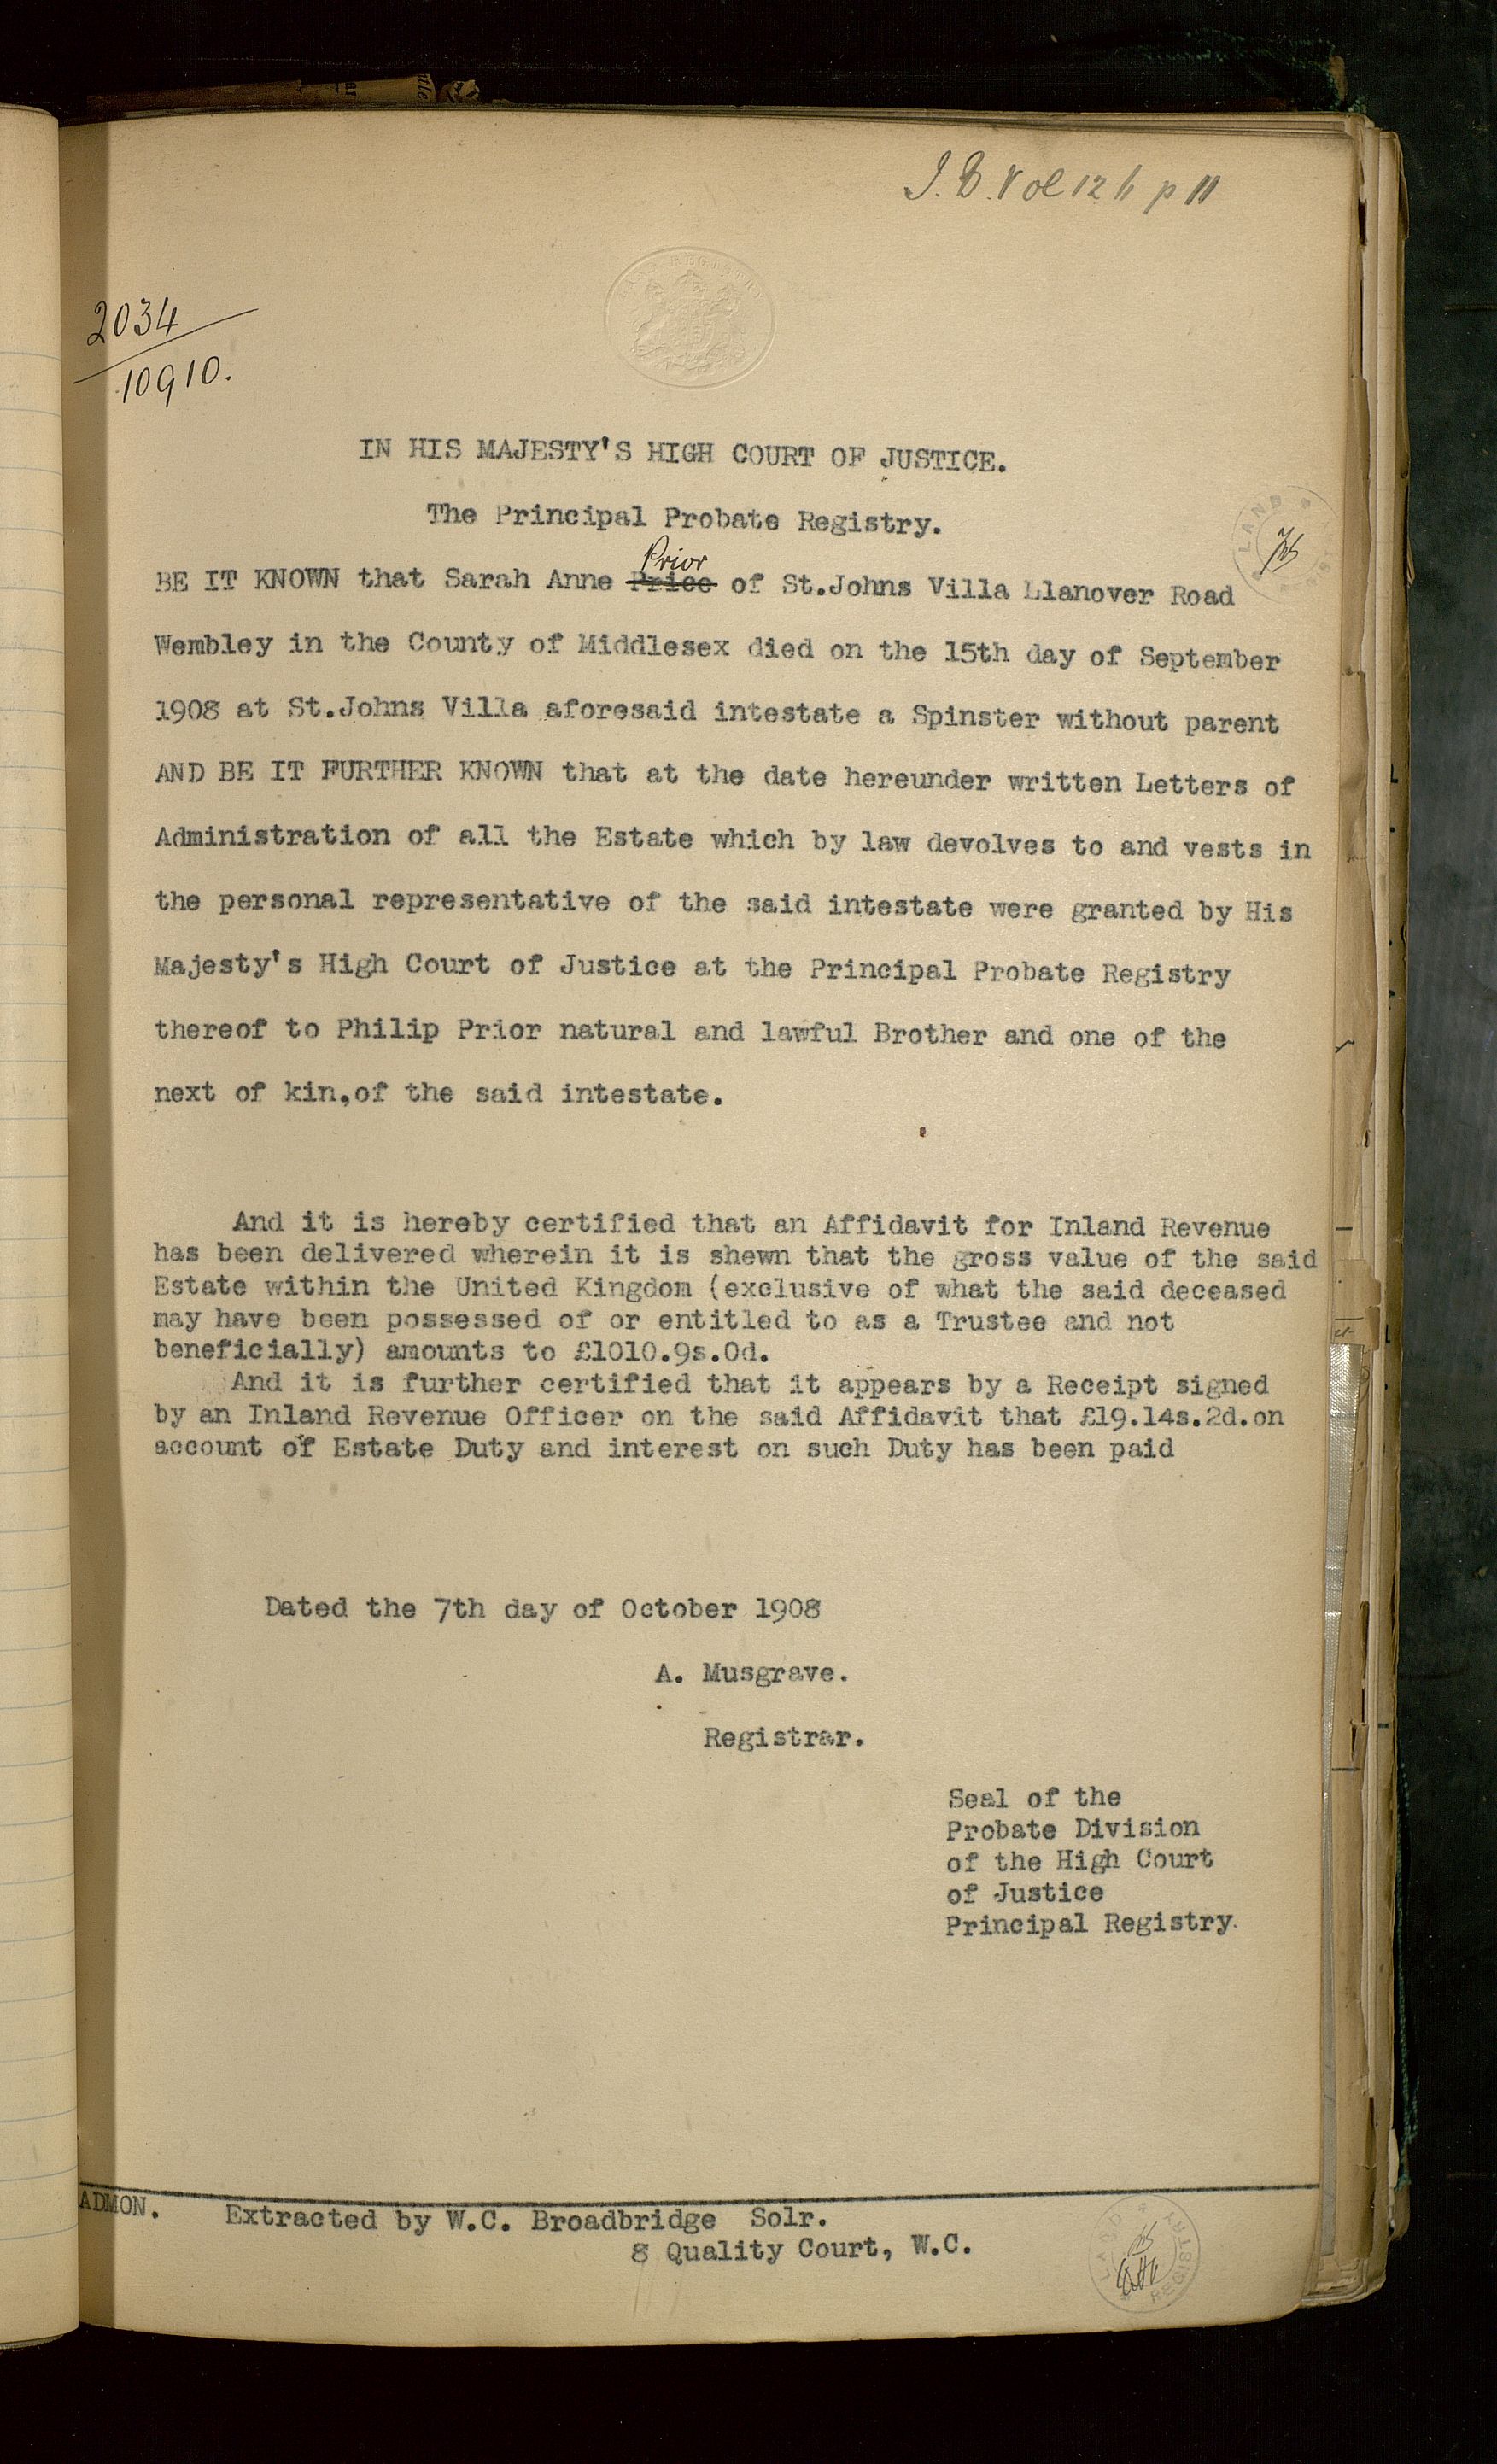 2034
10910.
IN HIS MAJESTY'S HIGH COURT OF JUSTICE.
The Principal Probate Registry.
Prior
BE IT KNOWN that Sarah Anne Price of St.Johns Villa Llanover Road
Wembley in the County of Middlesex died on the 15th day of September
1908 at St.Johns Villa aforesaid intestate a Spinster without parent
AND BE IT FURTHER KNOWN that at the date hereunder written Letters of
Administration of all the Estate which by law devolves to and vests in
the personal representative of the said intestate were granted by His
Majesty's High Court of Justice at the Principal Probate Registry
thereof to Philip Prior natural and lawful Brother and one of the
next of kin,of the said intestate.
And it is hereby certified that an Affidavit for Inland Revenue
has been delivered wherein it is shewn that the gross value of the said
Estate within the United Kingdom (exclusive of what the said deceased
may have been possessed of or entitled to as a Trustee and not
beneficially) amounts to £1010.9s.0d.
And it is further certified that it appears by a Receipt signed
by an Inland Revenue Officer on the said Affidavit that £19.14s.2d.on
account of Estate Duty and interest on such Duty has been paid
Dated the 7th day of October 1908
A. Musgrave.
Registrar.
Seal of the
Probate Division
of the High Court
of Justice
Principal Registry.
ADMON. Extracted by W.C. Broadbridge Solr.
8 Quality Court, W.C.
LAND REGISTRY